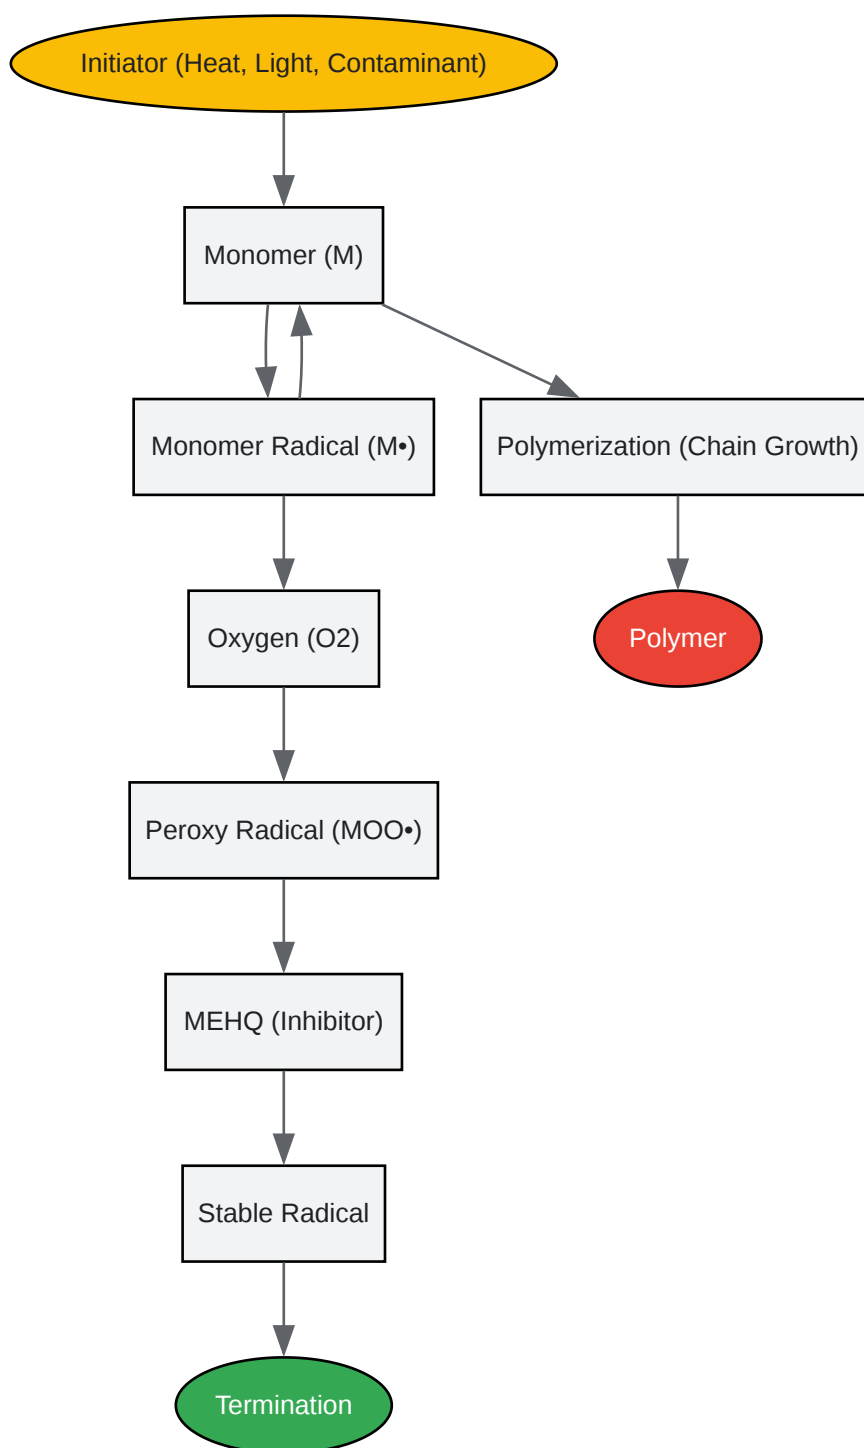 Initiator (Heat, Light, Contaminant)
Monomer (M)
Monomer Radical (M•)
Polymerization (Chain Growth)
Oxygen (O2)
Polymer
Peroxy Radical (MOO•)
MEHQ (Inhibitor)
Stable Radical
Termination